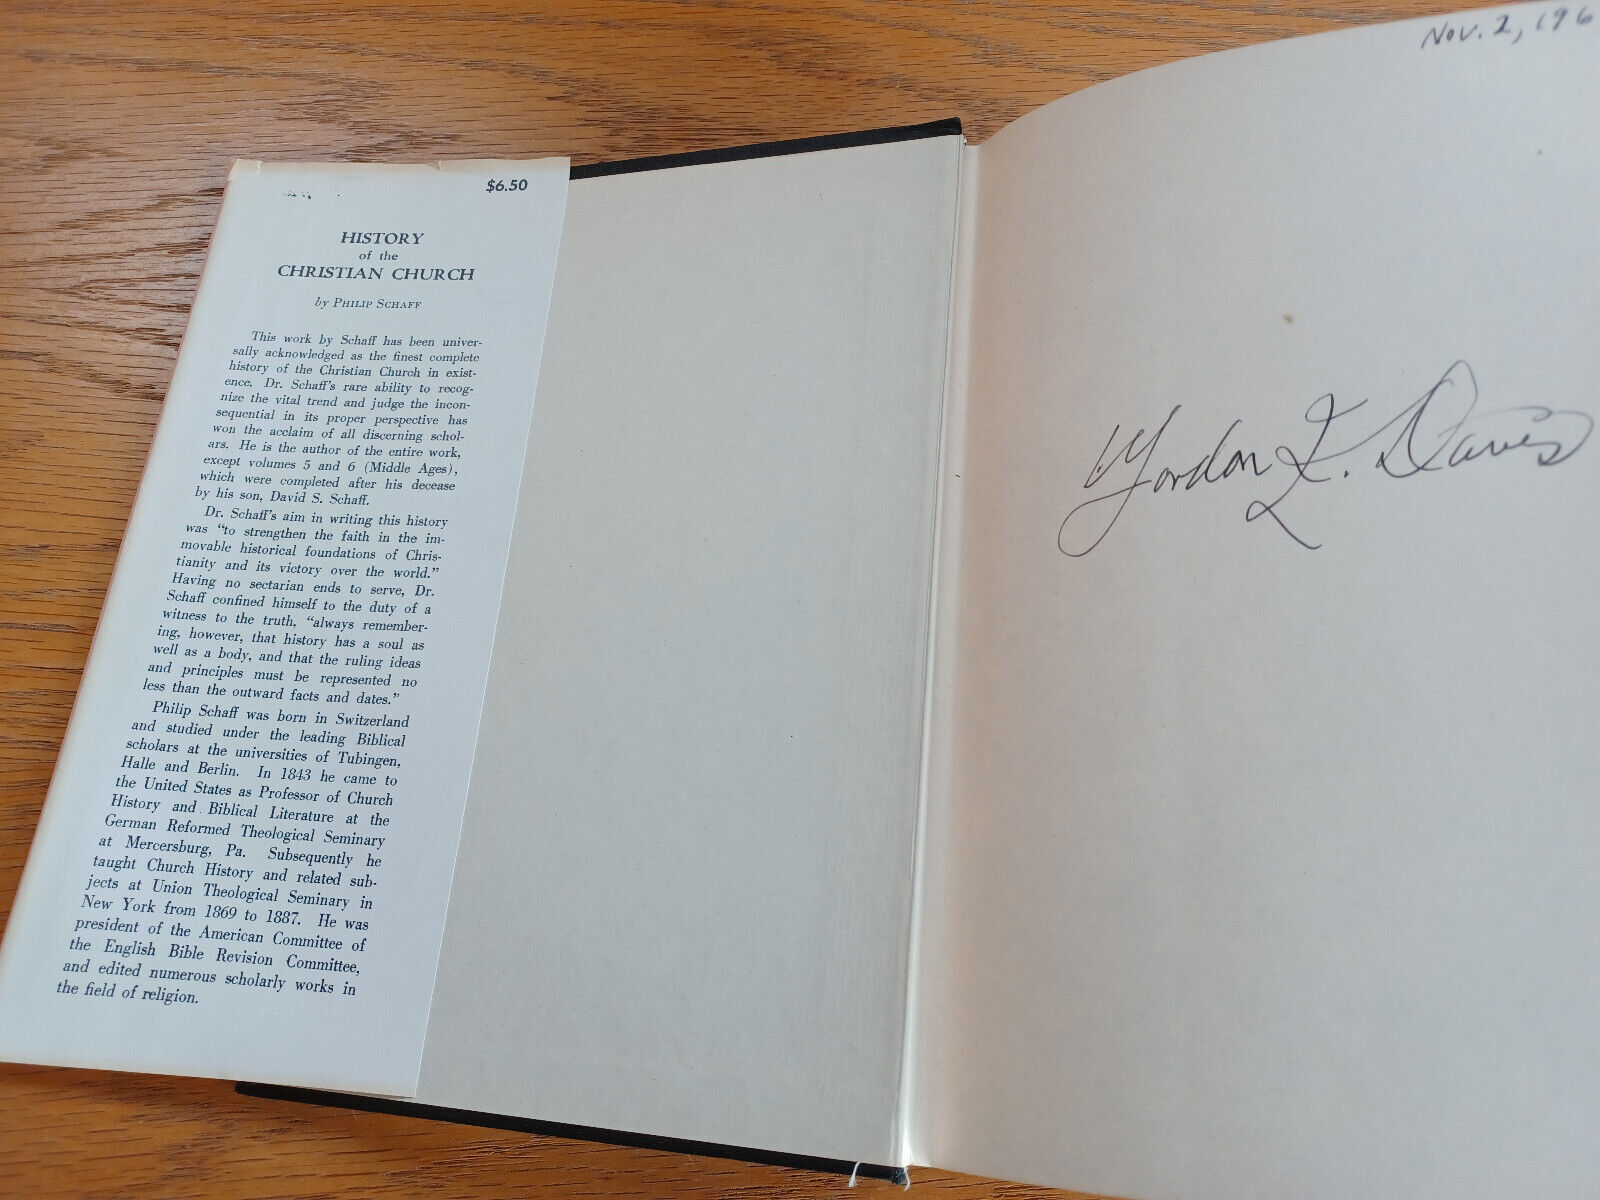 $6.50
HISTORY
of the
CHRISTIAN CHURCH
by PHILIP SCHAFF
This work by Schaff has been univer-
sally acknowledged as the finest complete
history of the Christian Church in exist-
ence. Dr. Schaff's rare ability to recog-
nize the vital trend and judge the incon-
sequential in its proper perspective has
won the acclaim of all discerning schol-
ars. He is the author of the entire work,
except volumes 5 and 6 (Middle Ages),
which were completed after his decease
by his son, David S. Schaff.
Dr. Schaff's aim in writing this history
was "to strengthen the faith in the im-
movable historical foundations of Chris-
tianity and its victory over the world."
Having no sectarian ends to serve, Dr.
Schaff confined himself to the duty of a
witness to the truth, "always remember-
ing, however, that history has a soul as
well as a body, and that the ruling ideas
and principles must be represented no
less than the outward facts and dates."
Philip Schaff was born in Switzerland
and studied under the leading Biblical
scholars at the universities of Tubingen,
Halle and Berlin. In 1843 he came to
the United States as Professor of Church
History and Biblical Literature at the
German Reformed Theological Seminary
at Mercersburg, Pa. Subsequently he
taught Church History and related sub-
jects at Union Theological Seminary in
New York from 1869 to 1887. He was
president of the American Committee of
the English Bible Revision Committee,
and edited numerous scholarly works in
the field of religion.
Nov. 2, 196
Gordon K. Davies